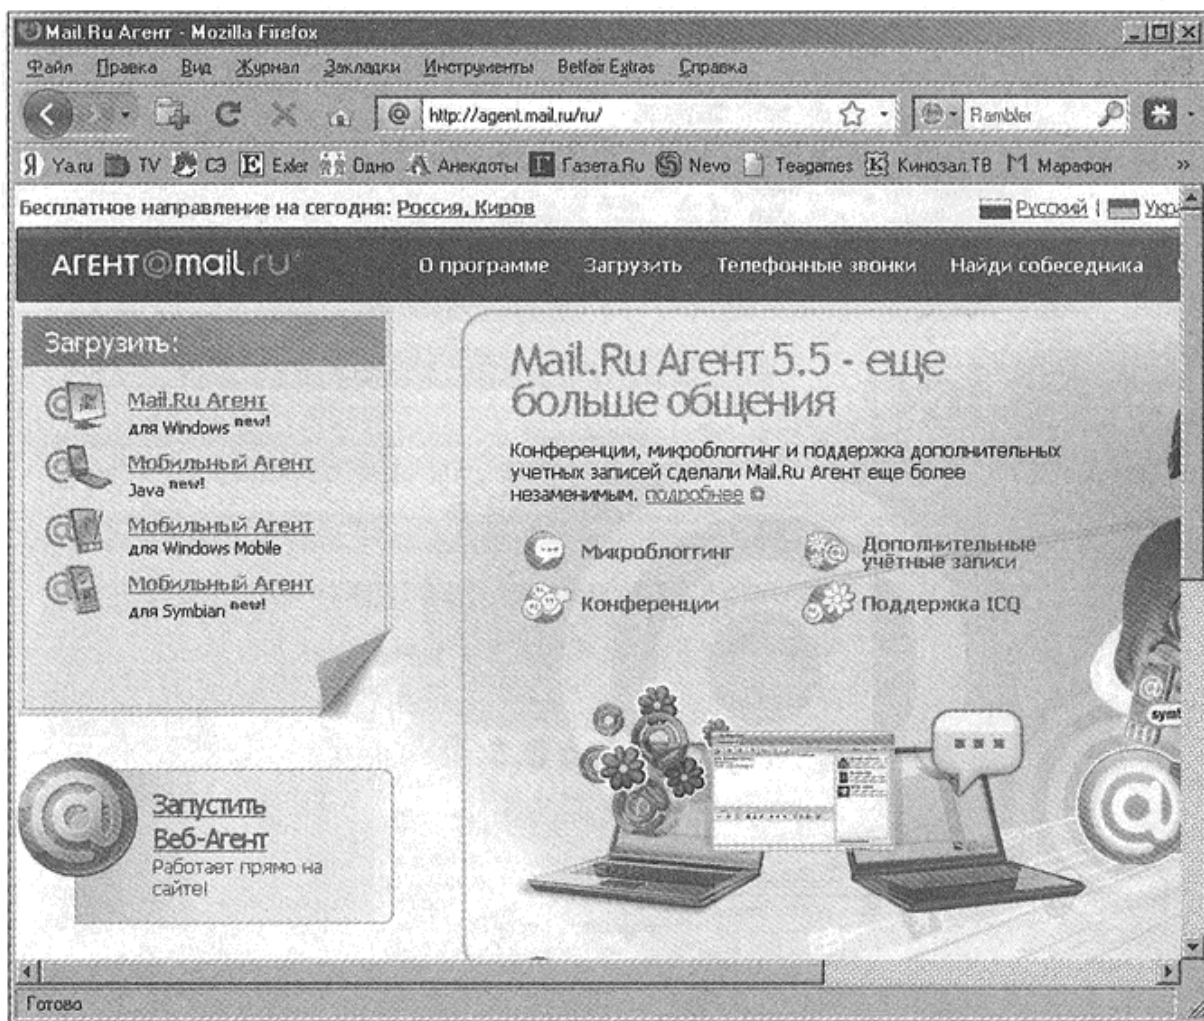 Mail.Ru Агент - Mozilla Firefox
Файл Правка Вид Журнал Закладки Инструменты Betfair Extras Справка
http://agent.mail.ru/ru/ Rambler
Ya.ru TV СЭ Exler Одно Анекдоты Газета.Ru Nevo Teagames Кинозал.ТВ Марафон »
Бесплатное направление на сегодня: Россия, Киров Русский | Укра
АГЕНТ@mail.ru® О программе Загрузить Телефонные звонки Найди собеседника
Загрузить:
Mail.Ru Агент
для Windows new!
Мобильный Агент
Java new!
Мобильный Агент
для Windows Mobile
Мобильный Агент
для Symbian new!
Запустить
Веб-Агент
Работает прямо на
сайте!
Mail.Ru Агент 5.5 - еще
больше общения
Конференции, микроблоггинг и поддержка дополнительных
учетных записей сделали Mail.Ru Агент еще более
незаменимым. подробнее
Микроблоггинг
Дополнительные
учётные записи
Конференции
Поддержка ICQ
symb
Готово